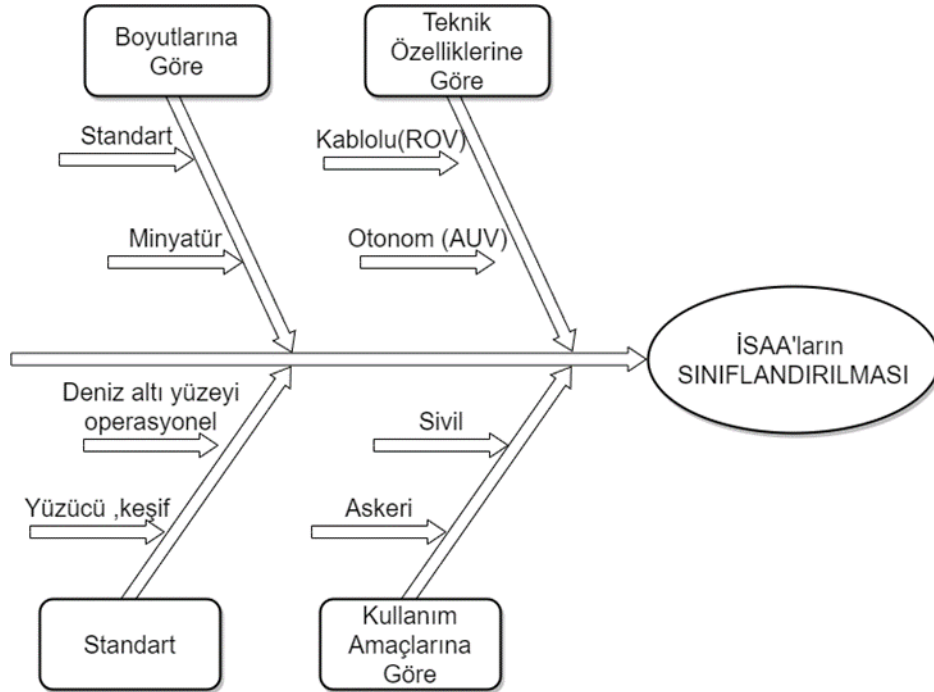 Boyutlarına
Göre
Teknik
Özelliklerine
Göre
Standart
Kablolu(ROV)
Minyatür
Otonom (AUV)
İSAA'ların
SINIFLANDIRILMASI
Deniz altı yüzeyi
operasyonel
Sivil
Yüzücü ,keşif
Askeri
Standart
Kullanım
Amaçlarına
Göre